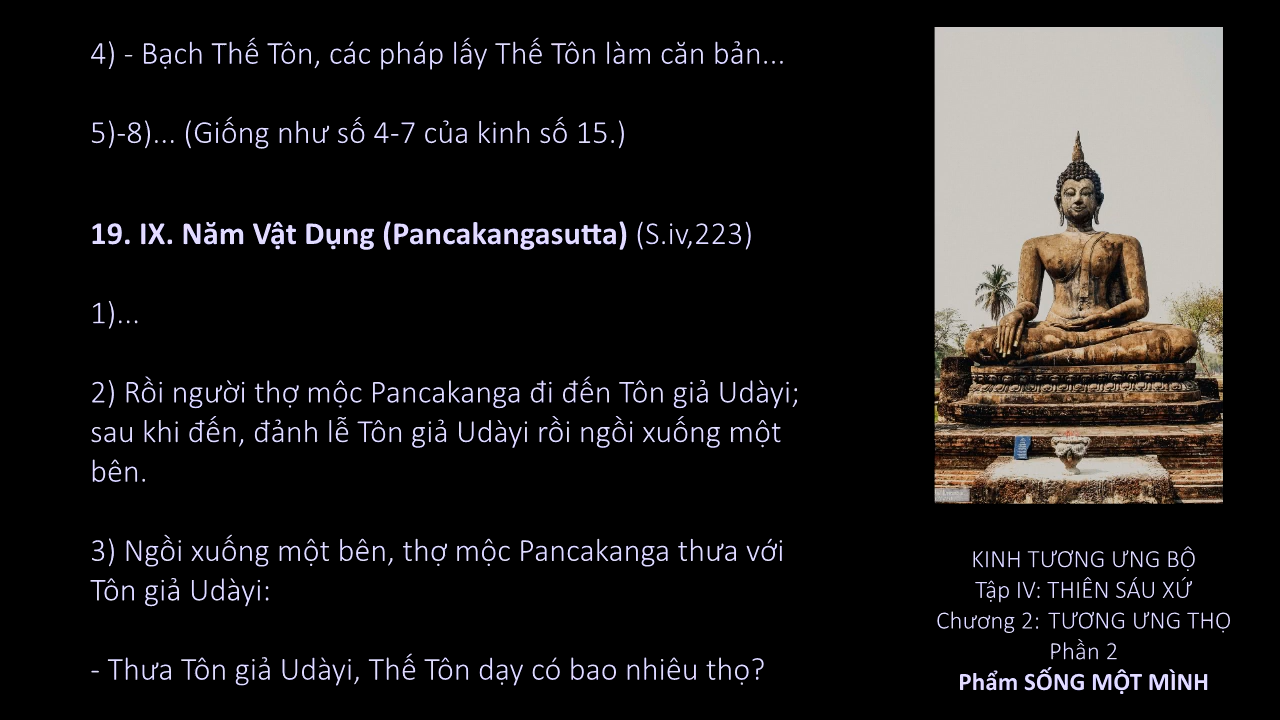 4) - Bạch Thế Tôn, các pháp lấy Thế Tôn làm căn bản...
5)-8)... (Giống như số 4-7 của kinh số 15.)
19. IX. Năm Vật Dụng (Pancakangasutta) (S.iv,223)
1)...
2) Rồi người thợ mộc Pancakanga đi đến Tôn giả Udàyi;
sau khi đến, đảnh lễ Tôn giả Udàyi rồi ngồi xuống một
bên.
3) Ngồi xuống một bên, thợ mộc Pancakanga thưa với
Tôn giả Udàyi:
- Thưa Tôn giả Udàyi, Thế Tôn dạy có bao nhiêu thọ?
KINH TƯƠNG ƯNG BỘ
Tập IV: THIÊN SÁU XỨ
Chương 2: TƯƠNG ƯNG THỌ
Phần 2
Phẩm SỐNG MỘT MÌNH